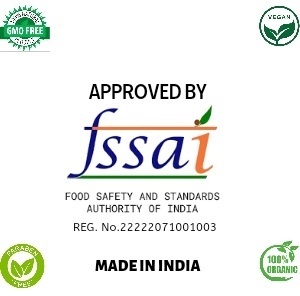 GMO FREE
VEGAN
APPROVED BY
fssai
FOOD SAFETY AND STANDARDS
AUTHORITY OF INDIA
REG. No.22222071001003
PARABEN
FREE
MADE IN INDIA
100%
ORGANIC